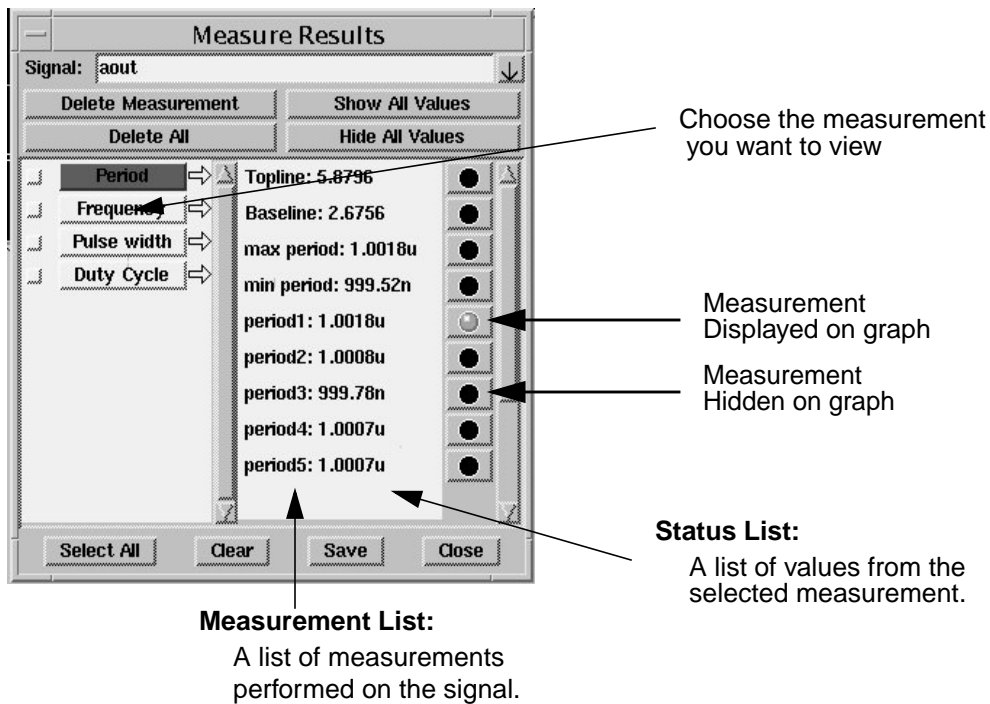 Measure Results
Signal: aout
Delete Measurement
Show All Values
Delete All
Hide All Values
Period
Frequency
Pulse width
Duty Cycle
Topline: 5.8796
Baseline: 2.6756
max period: 1.0018u
min period: 999.52n
period1: 1.0018u
period2: 1.0008u
period3: 999.78n
period4: 1.0007u
period5: 1.0007u
Select All
Clear
Save
Close
Choose the measurement
you want to view
Measurement
Displayed on graph
Measurement
Hidden on graph
Status List:
A list of values from the
selected measurement.
Measurement List:
A list of measurements
performed on the signal.